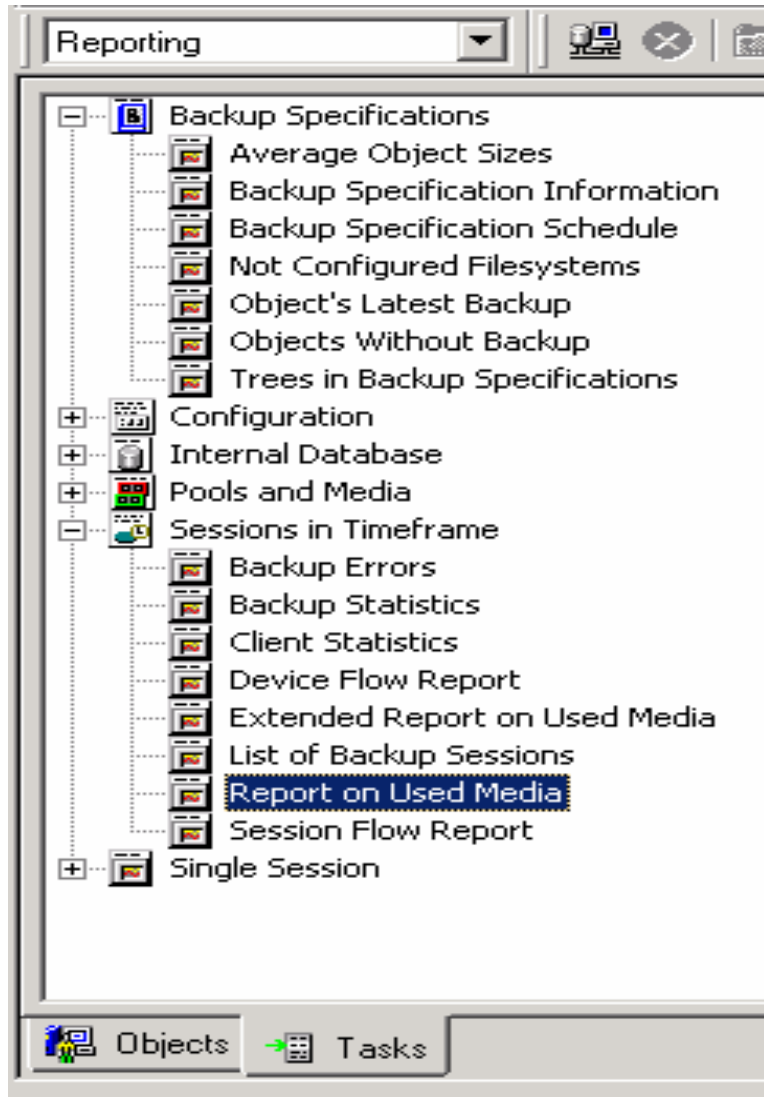 Reporting
Backup Specifications
Average Object Sizes
Backup Specification Information
Backup Specification Schedule
Not Configured Filesystems
Object's Latest Backup
Objects Without Backup
Trees in Backup Specifications
Configuration
Internal Database
Pools and Media
Sessions in Timeframe
Backup Errors
Backup Statistics
Client Statistics
Device Flow Report
Extended Report on Used Media
List of Backup Sessions
Report on Used Media
Session Flow Report
Single Session
Objects Tasks